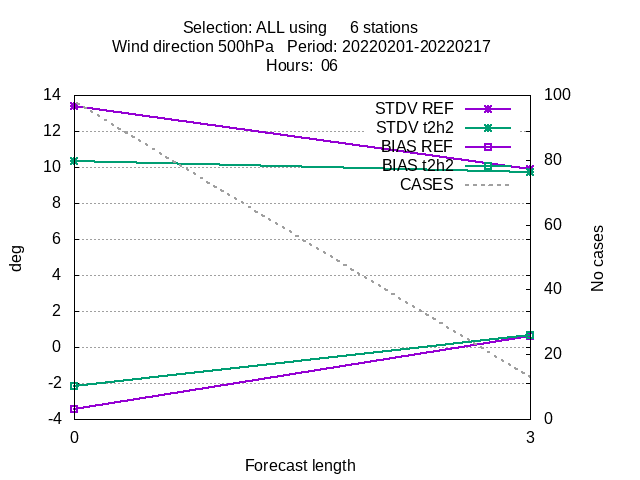 Selection: ALL using     6 stations
Wind direction 500hPa   Period: 20220201-20220217
Hours:  06
STDV REF
STDV t2h2
BIAS REF
BIAS t2h2
CASES
14
12
10
8
6
4
2
0
-2
-4
deg
100
80
60
40
20
0
No cases
0
3
Forecast length